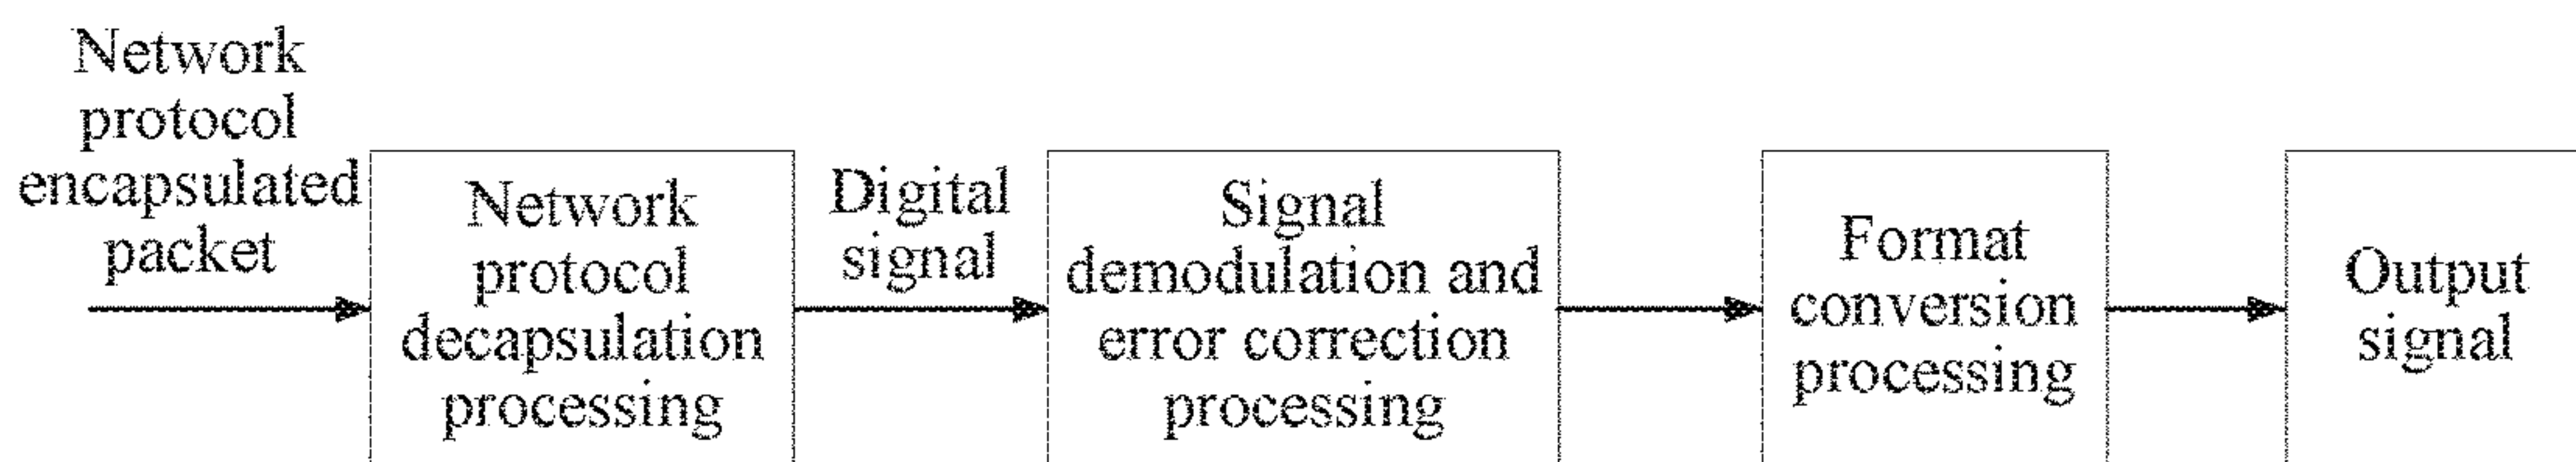 Network
protocol
encapsulated
packet
Network
protocol
decapsulation
processing
Digital
signal
Signal
demodulation and
error correction
processing
Format
conversion
processing
Output
signal